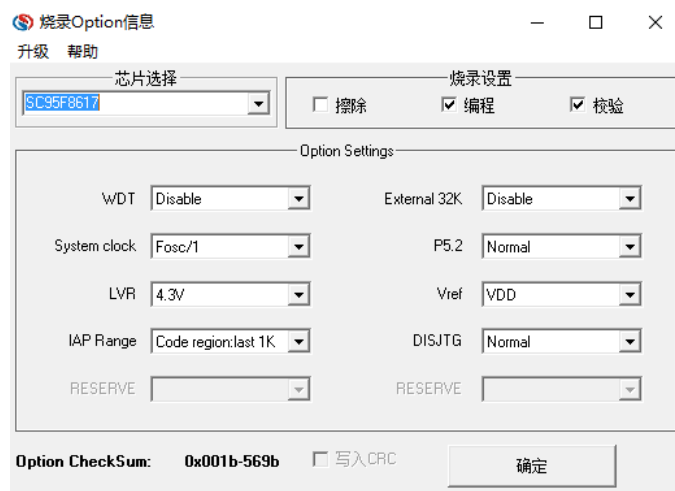 烧录Option信息
升级 帮助
芯片选择 烧录设置
SC95F8617 擦除 编程 校验
Option Settings
WDT Disable External 32K Disable
System clock Fosc/1 P5.2 Normal
LVR 4.3V Vref VDD
IAP Range Code region:last 1K DISJTG Normal
RESERVE RESERVE
Option CheckSum: 0x001b-569b 写入CRC 确定